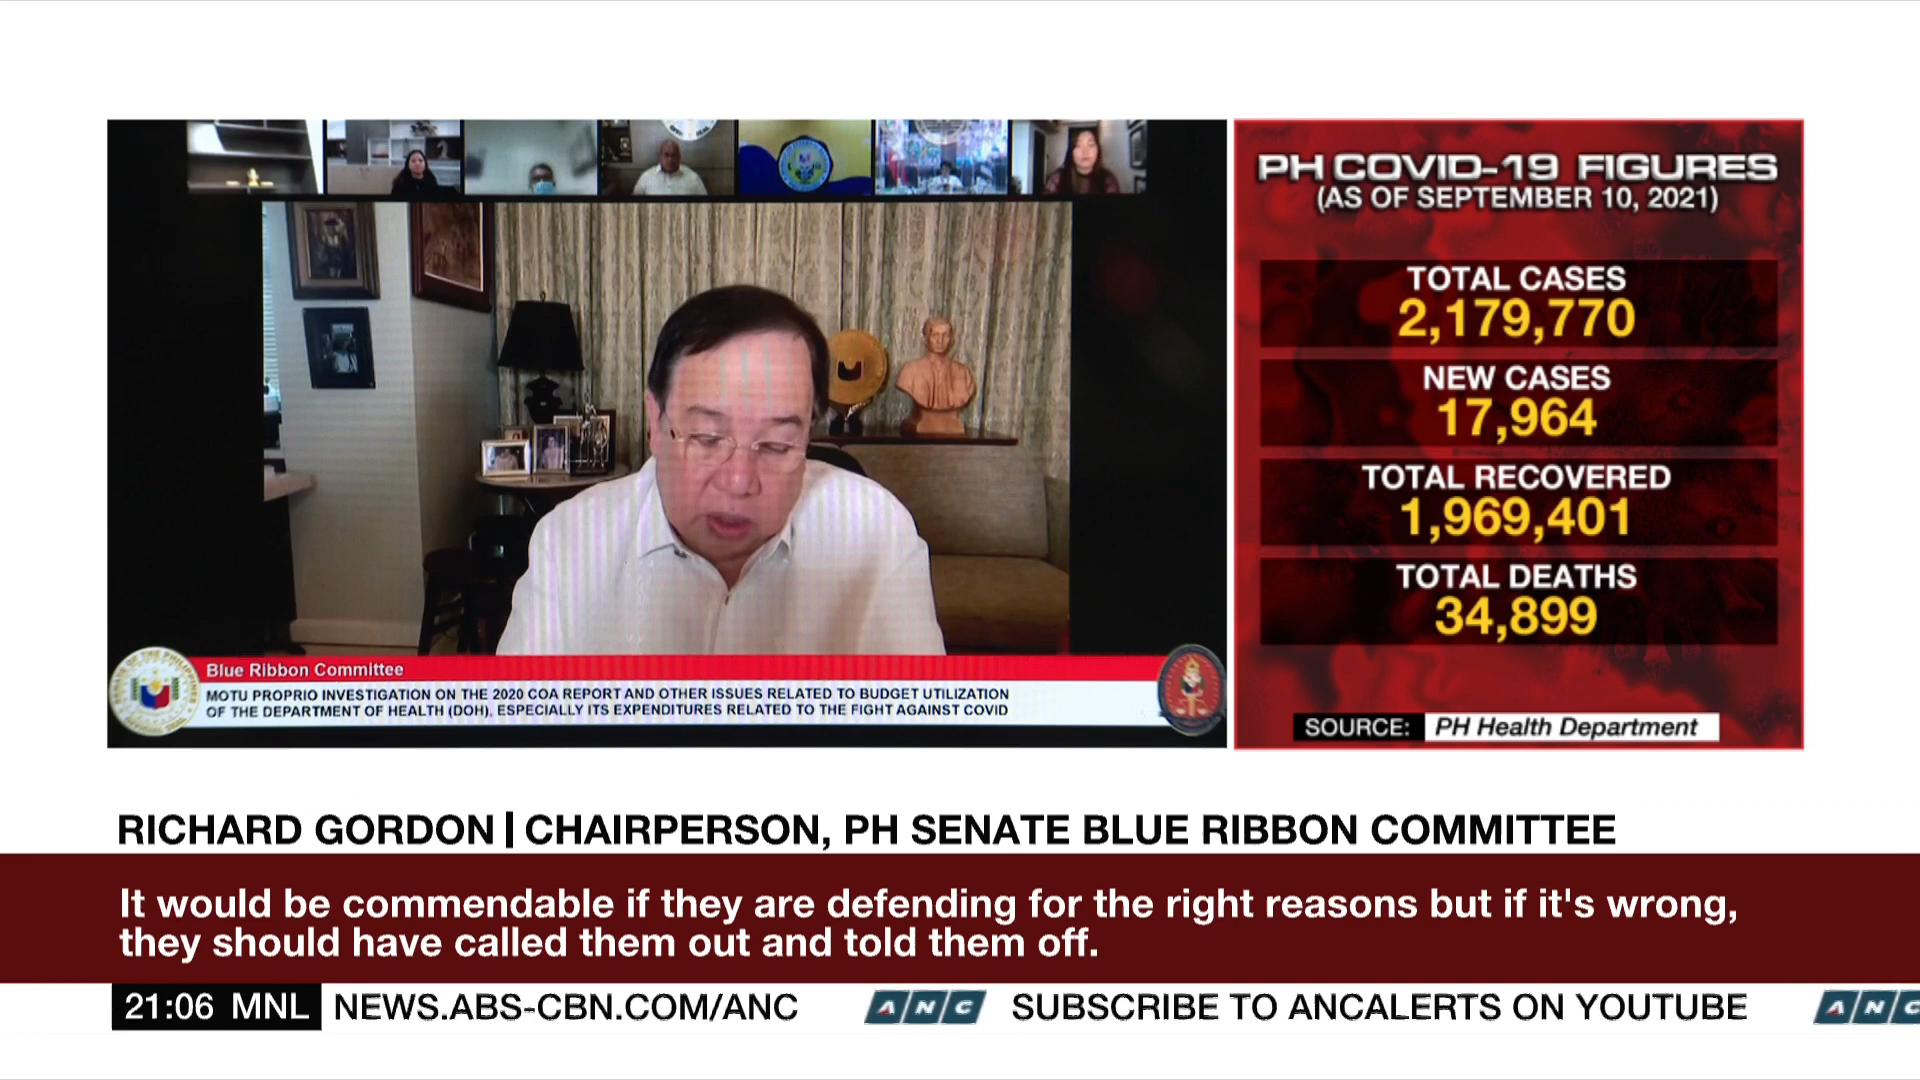 PH COVID-19 FIGURES
(AS OF SEPTEMBER 10, 2021)
TOTAL CASES
2,179,770
NEW CASES
17,964
TOTAL RECOVERED
1,969,401
TOTAL DEATHS
34,899
SOURCE: PH Health Department
Blue Ribbon Committee
MOTU PROPRIO INVESTIGATION ON THE 2020 COA REPORT AND OTHER ISSUES RELATED TO BUDGET UTILIZATION
OF THE DEPARTMENT OF HEALTH (DOH), ESPECIALLY ITS EXPENDITURES RELATED TO THE FIGHT AGAINST COVID
RICHARD GORDON | CHAIRPERSON, PH SENATE BLUE RIBBON COMMITTEE
It would be commendable if they are defending for the right reasons but if it's wrong,
they should have called them out and told them off.
21:06 MNL NEWS.ABS-CBN.COM/ANC ANC SUBSCRIBE TO ANCALERTS ON YOUTUBE ANC